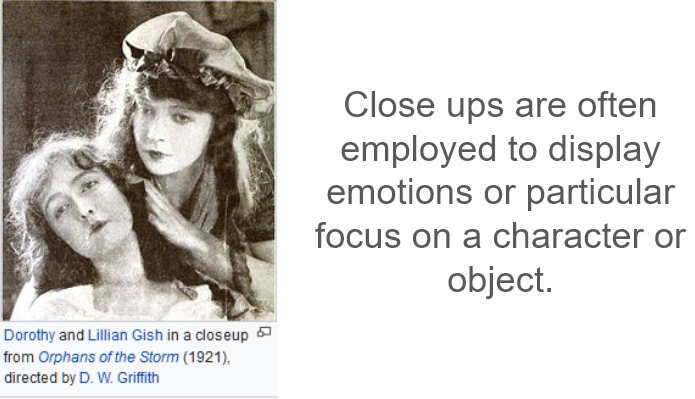 Close ups are often
employed to display
emotions or particular
focus on a character or
object.
Dorothy and Lillian Gish in a closeup
from Orphans of the Storm (1921),
directed by D. W. Griffith